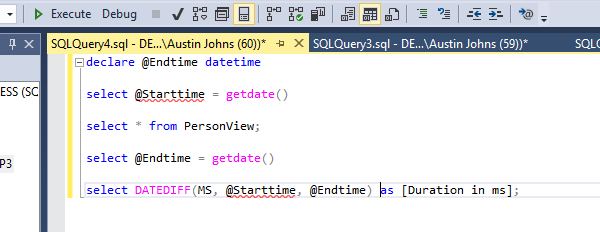 Execute Debug
SQLQuery4.sql - DE...\Austin Johns (60))* SQLQuery3.sql - DE...\Austin Johns (59))* SQLQ
declare @Endtime datetime
ESS (SC
select @Starttime = getdate()
select * from PersonView;
P3
select @Endtime = getdate()
select DATEDIFF(MS, @Starttime, @Endtime) as [Duration in ms];